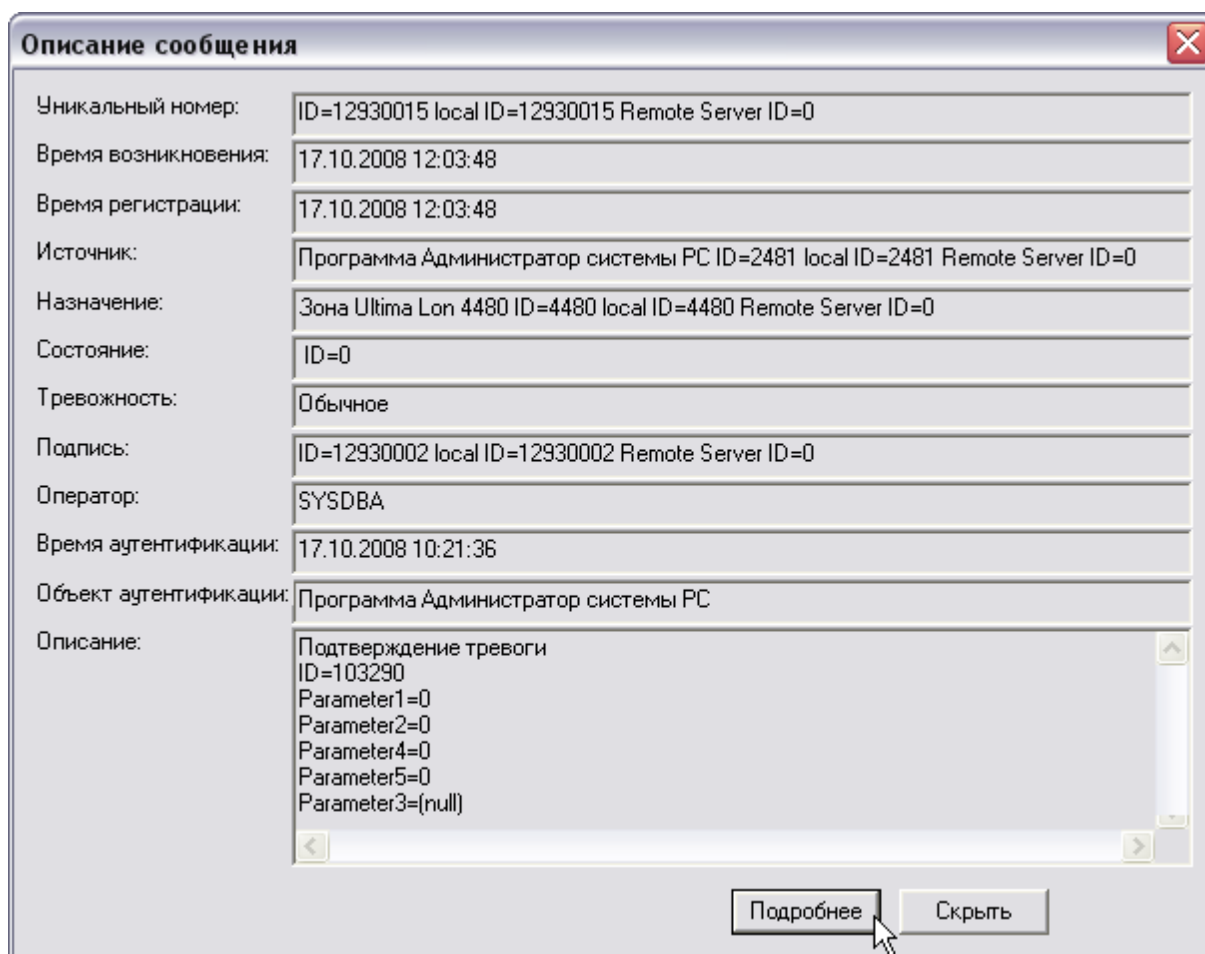 Описание сообщения
Уникальный номер: ID=12930015 local ID=12930015 Remote Server ID=0
Время возникновения: 17.10.2008 12:03:48
Время регистрации: 17.10.2008 12:03:48
Источник: Программа Администратор системы PC ID=2481 local ID=2481 Remote Server ID=0
Назначение: Зона Ultima Lon 4480 ID=4480 local ID=4480 Remote Server ID=0
Состояние: ID=0
Тревожность: Обычное
Подпись: ID=12930002 local ID=12930002 Remote Server ID=0
Оператор: SYSDBA
Время аутентификации: 17.10.2008 10:21:36
Объект аутентификации: Программа Администратор системы PC
Описание: Подтверждение тревоги
ID=103290
Parameter1=0
Parameter2=0
Parameter4=0
Parameter5=0
Parameter3=(null)
Подробнее Скрыть